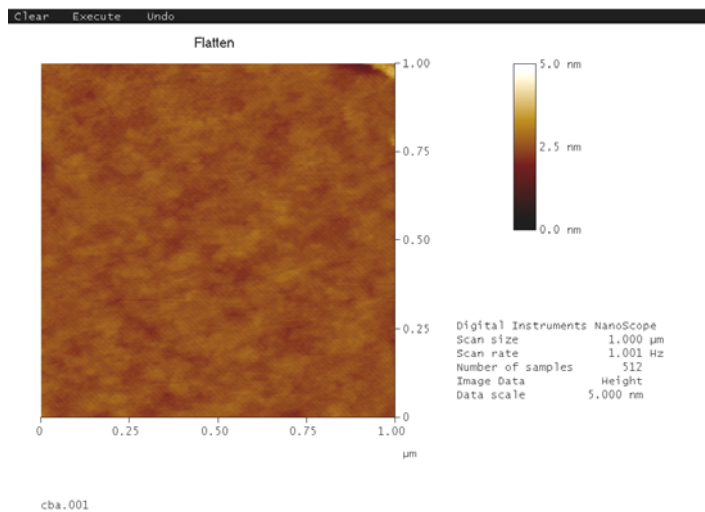 Clear Execute Undo
Flatten
1.00
0.75
0.50
0.25
0
0 0.25 0.50 0.75 1.00
μm
5.0 nm
2.5 nm
0.0 nm
Digital Instruments NanoScope
Scan size 1.000 μm
Scan rate 1.001 Hz
Number of samples 512
Image Data Height
Data scale 5.000 nm
cba.001